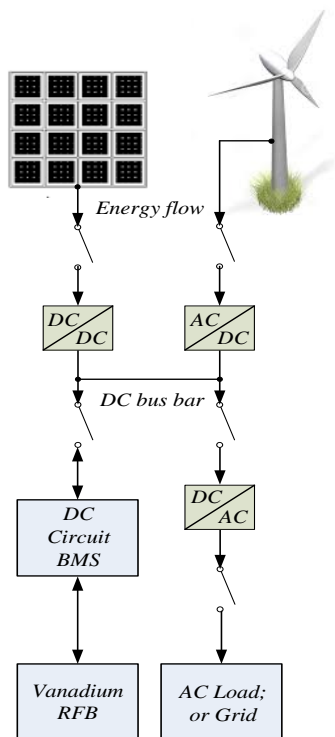 Energy flow
DC
DC
AC
DC
DC bus bar
DC
Circuit
BMS
DC
AC
Vanadium
RFB
AC Load;
or Grid